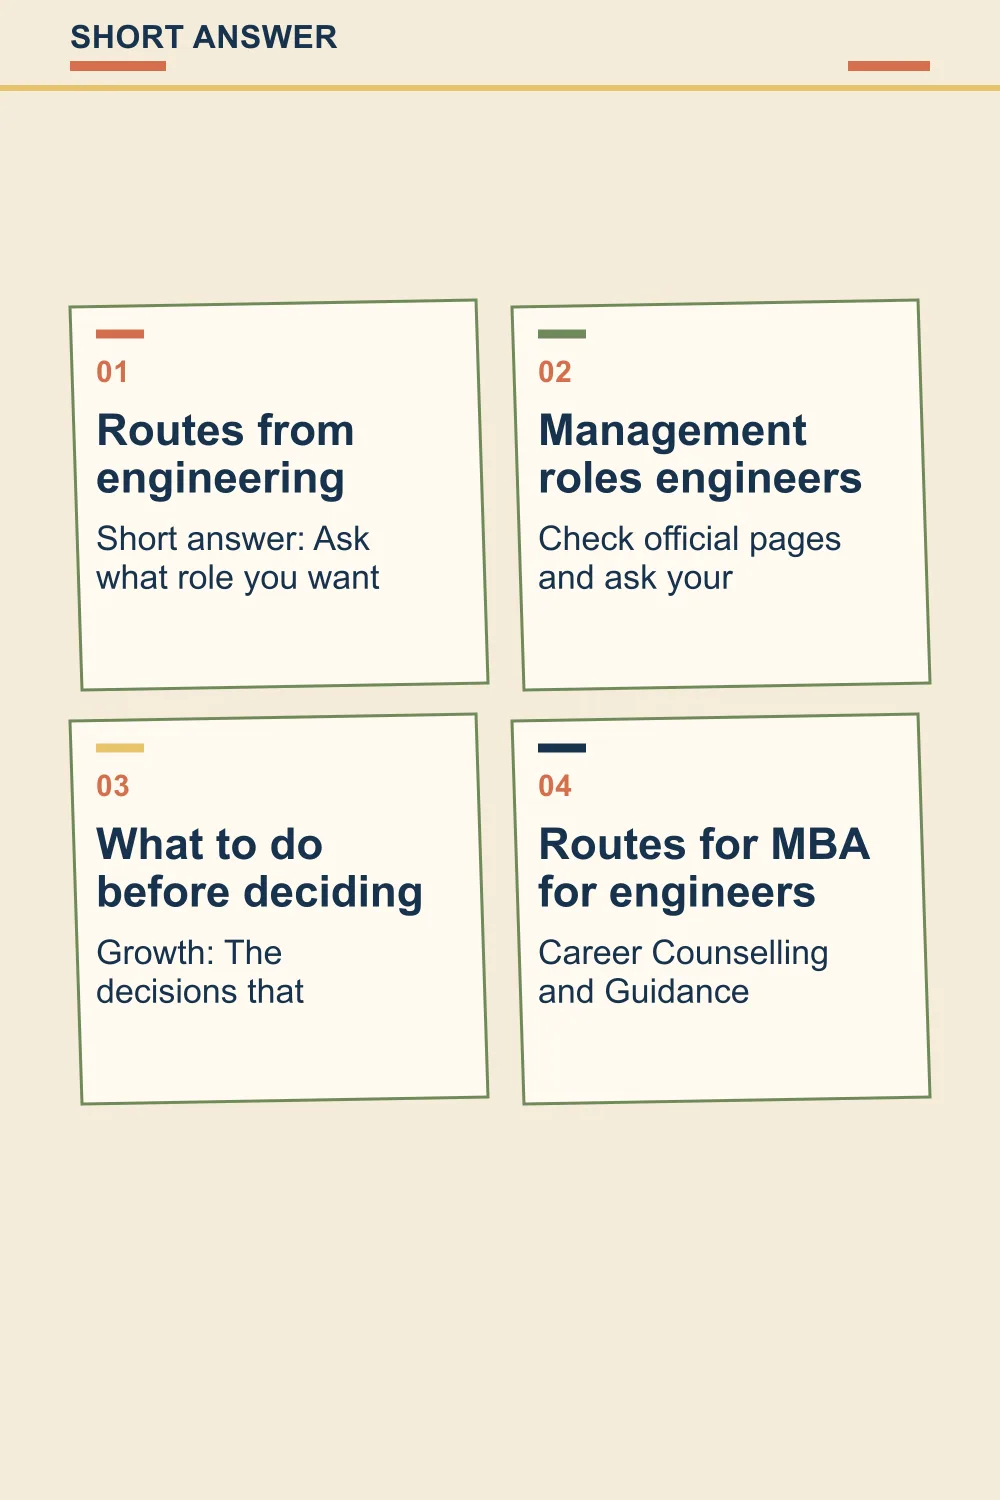 SHORT ANSWER
01
Routes from
engineering
Short answer: Ask
what role you want
02
Management
roles engineers
Check official pages
and ask your
03
What to do
before deciding
Growth: The
decisions that
04
Routes for MBA
for engineers
Career Counselling
and Guidance